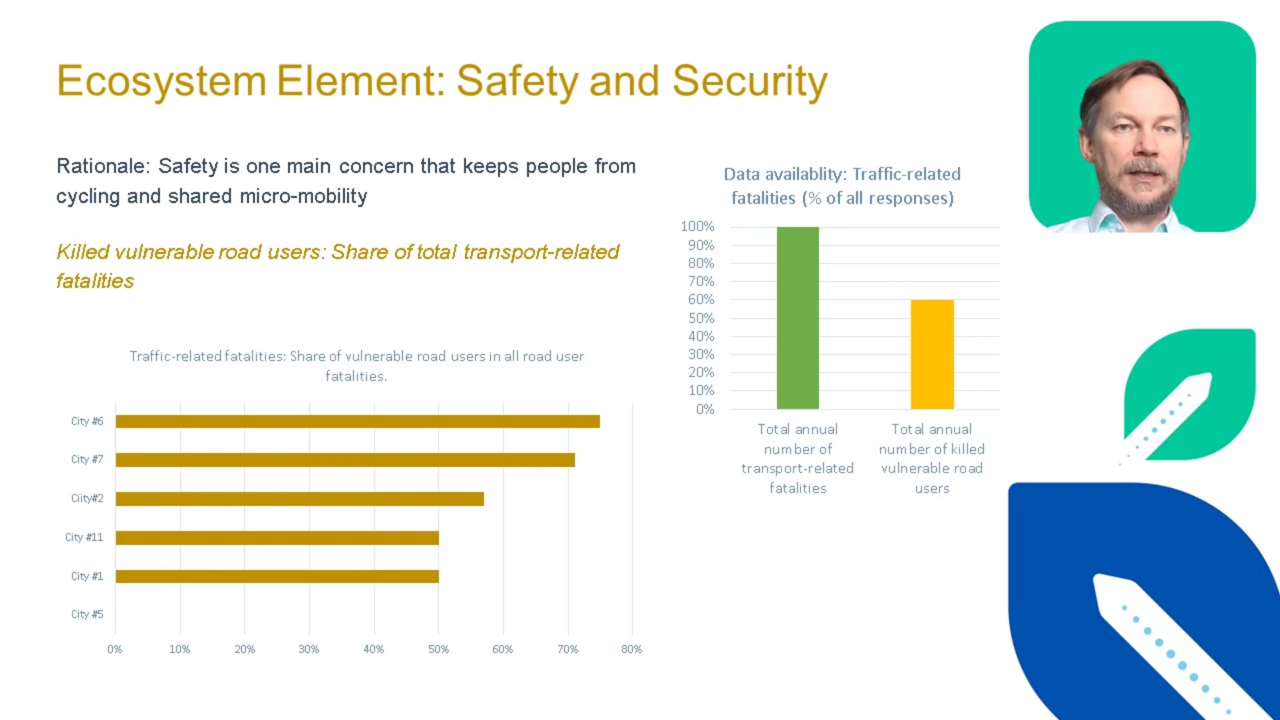 Ecosystem Element: Safety and Security
Rationale: Safety is one main concern that keeps people from
cycling and shared micro-mobility
Killed vulnerable road users: Share of total transport-related
fatalities
Traffic-related fatalities: Share of vulnerable road users in all road user
fatalities.
City #6
City #7
Ciity#2
City #11
City #1
City #5
0% 10% 20% 30% 40% 50% 60% 70% 80%
Data availablity: Traffic-related
fatalities (% of all responses)
100%
90%
80%
70%
60%
50%
40%
30%
20%
10%
0%
Total annual
number of
transport-related
fatalities
Total annual
number of killed
vulnerable road
users